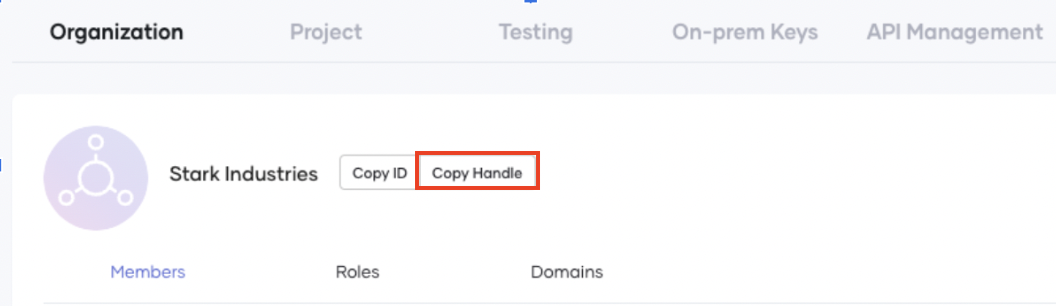 Organization Project Testing On-prem Keys API Management
Stark Industries Copy ID Copy Handle
Members Roles Domains